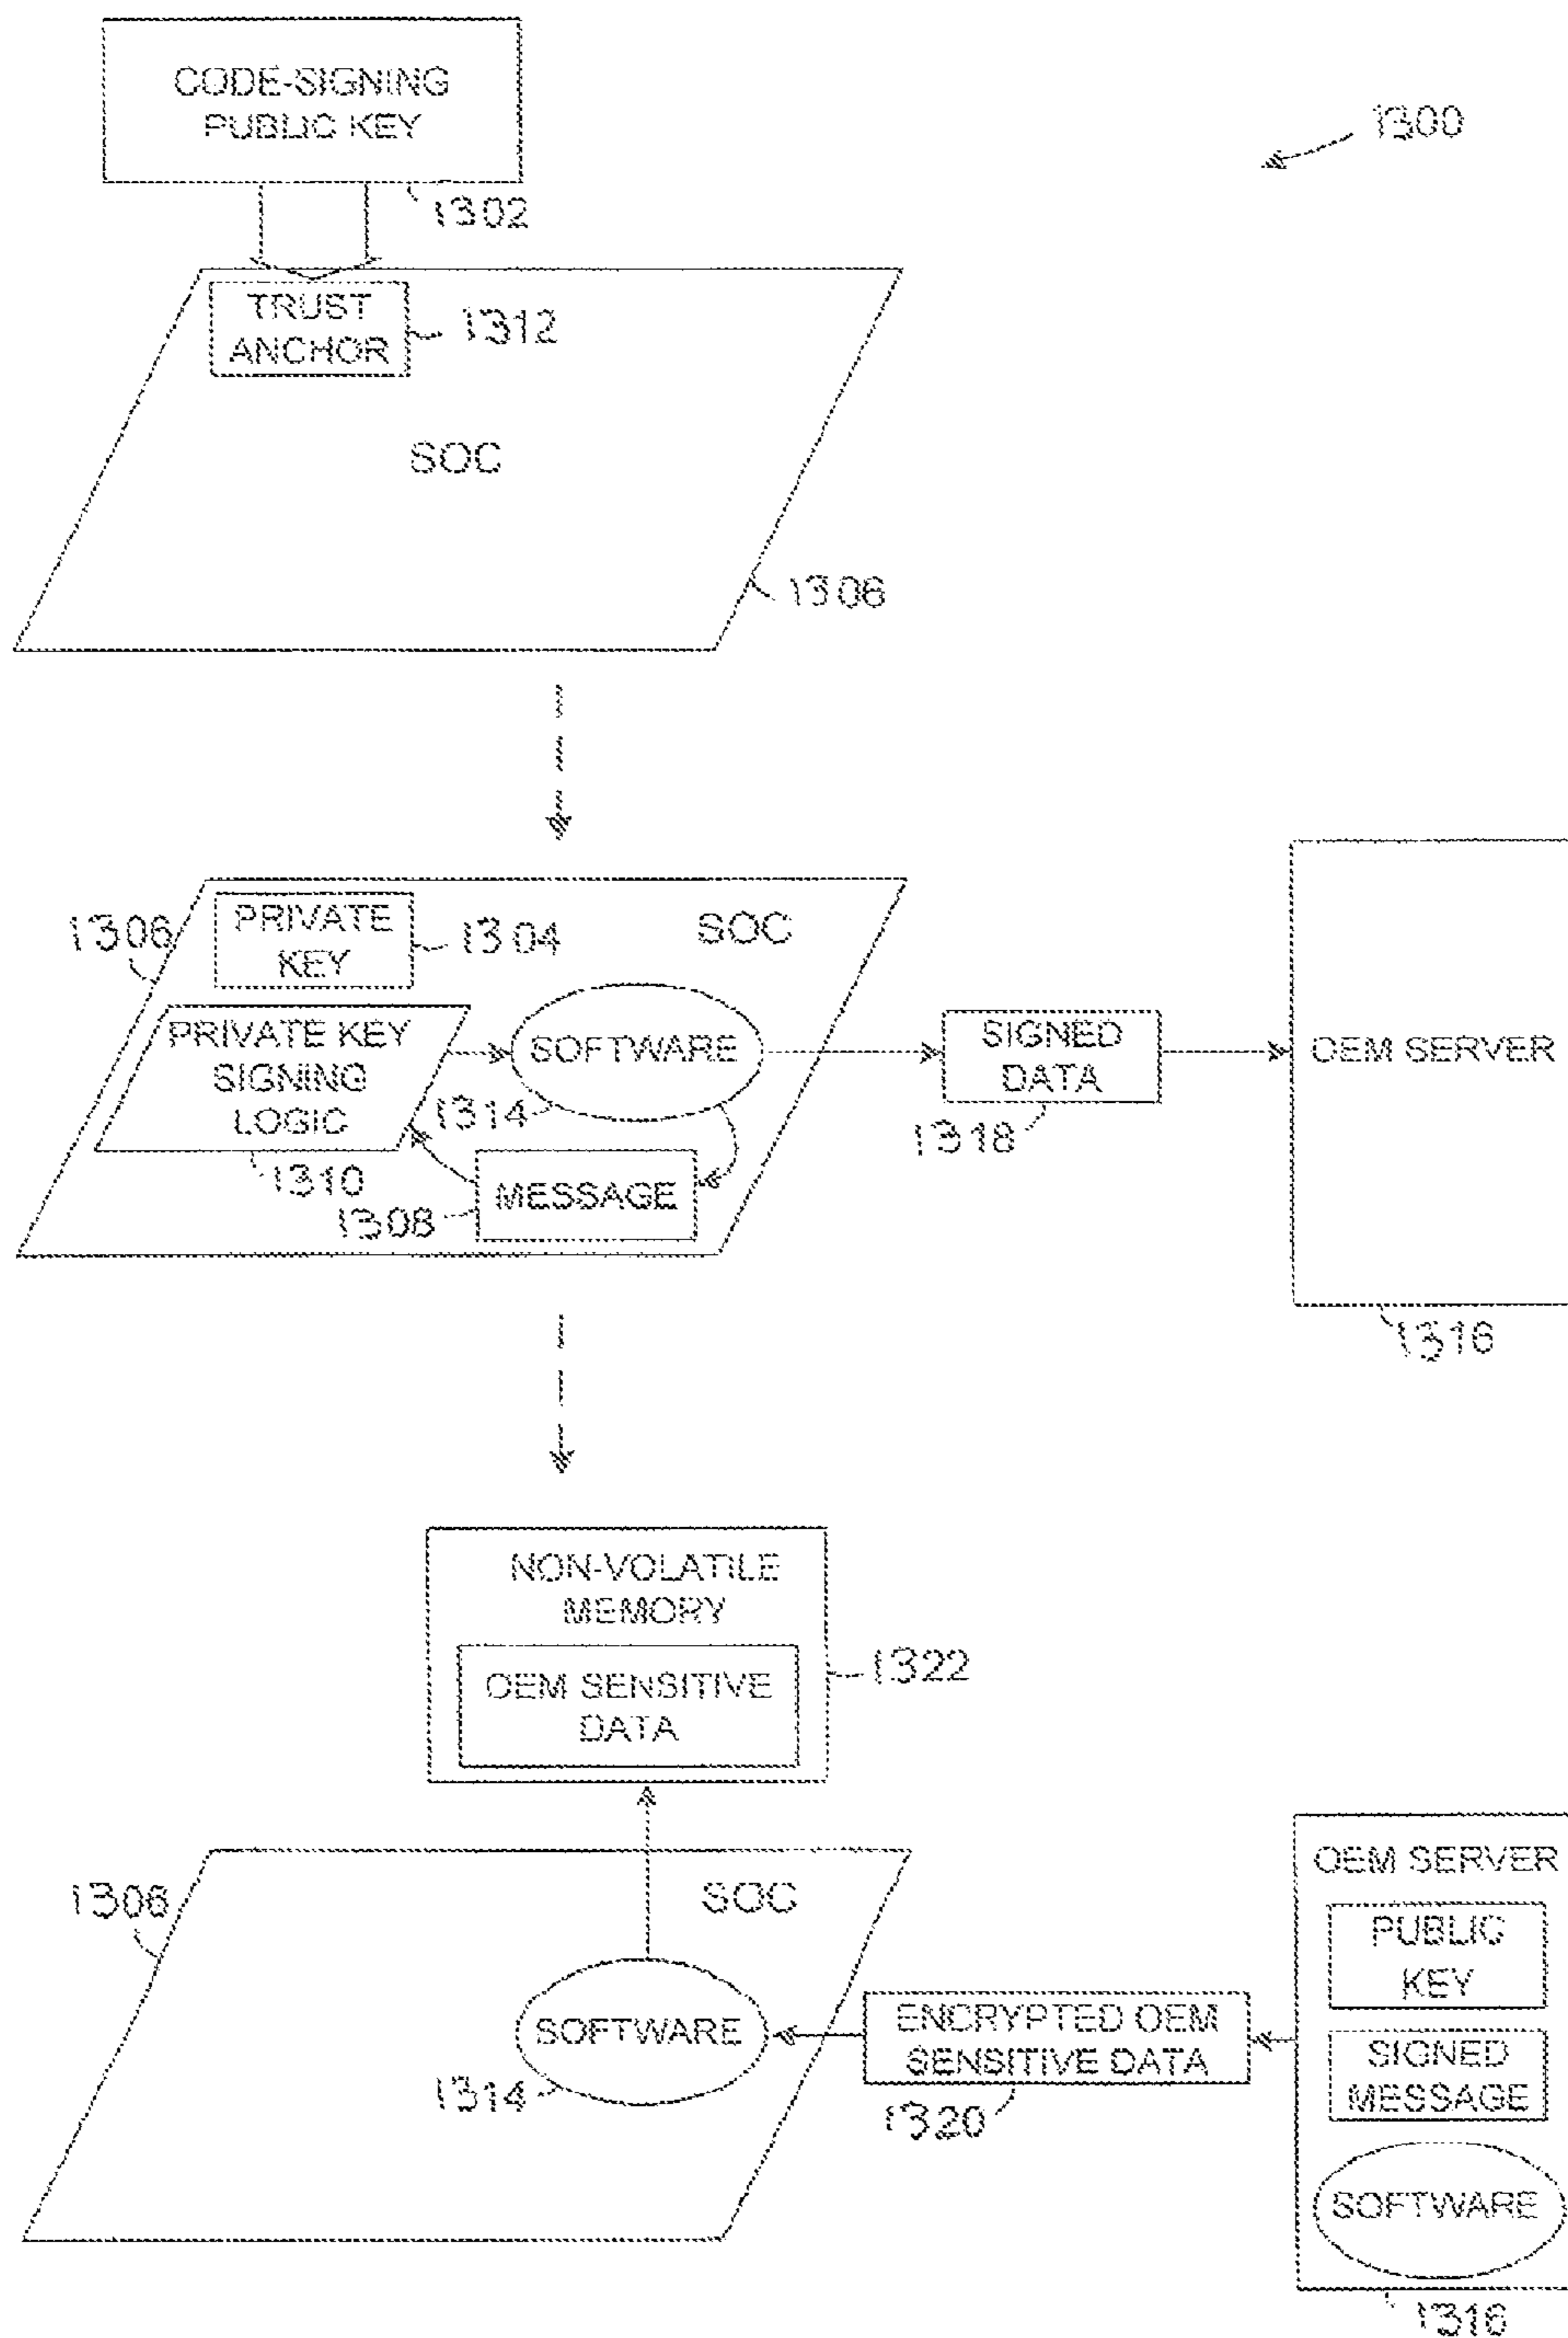 CODE-SIGNING
PUBLIC KEY
1300
1302
TRUST
ANCHOR
1312
SOC
1306
PRIVATE
KEY
1304
SOC
1306
PRIVATE KEY
SIGNING
LOGIC
SOFTWARE
SIGNED
DATA
OEM SERVER
1314
1318
1310
MESSAGE
1308
1316
NON-VOLATILE
MEMORY
OEM SENSITIVE
DATA
1322
1306
SOC
OEM SERVER
PUBLIC
KEY
SOFTWARE
ENCRYPTED OEM
SENSITIVE DATA
SIGNED
MESSAGE
1314
1320
SOFTWARE
1316